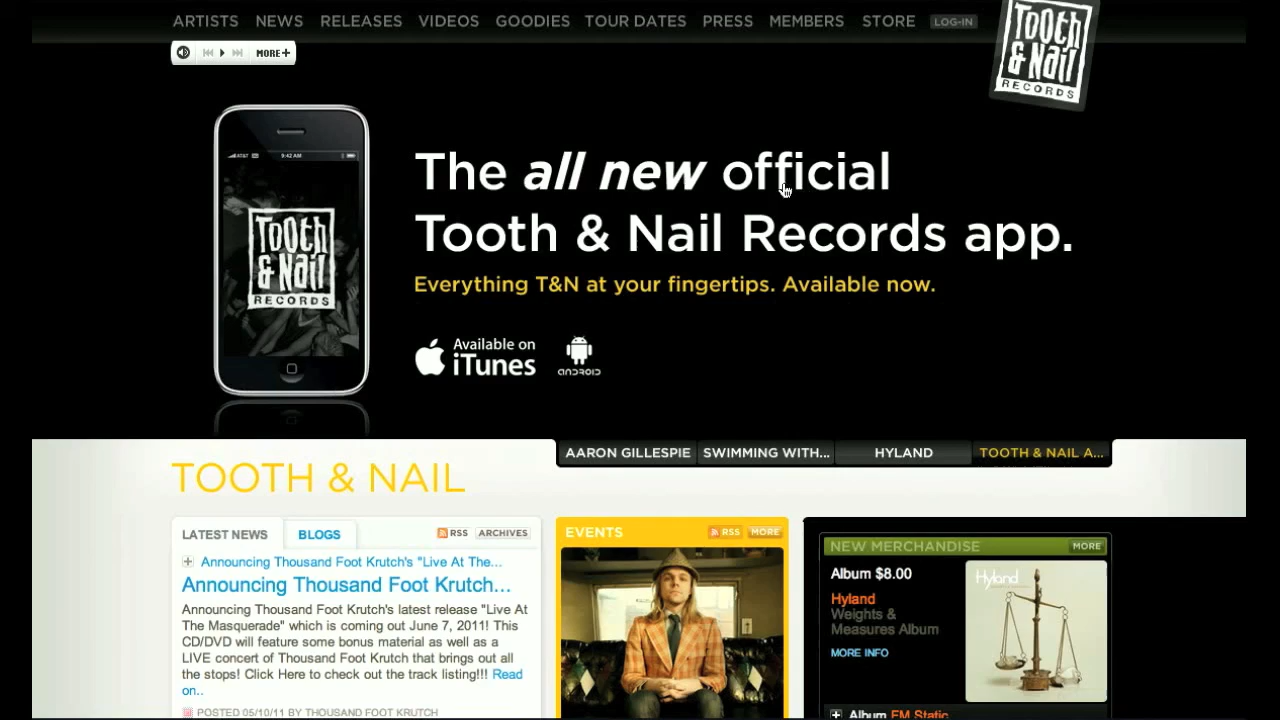 ARTISTS NEWS RELEASES VIDEOS GOODIES TOUR DATES PRESS MEMBERS STORE LOG-IN
MORE+
Tooth
& Nail
RECORDS
AT&T 9:42 AM
Tooth
& Nail
RECORDS
The all new official
Tooth & Nail Records app.
Everything T&N at your fingertips. Available now.
Available on
iTunes
ANDROID
AARON GILLESPIE SWIMMING WITH... HYLAND TOOTH & NAIL A...
TOOTH & NAIL
LATEST NEWS BLOGS RSS ARCHIVES
Announcing Thousand Foot Krutch's "Live At The...
Announcing Thousand Foot Krutch...
Announcing Thousand Foot Krutch's latest release "Live At
The Masquerade" which is coming out June 7, 2011! This
CD/DVD will feature some bonus material as well as a
LIVE concert of Thousand Foot Krutch that brings out all
the stops! Click Here to check out the track listing!!! Read
on..
POSTED 05/10/11 BY THOUSAND FOOT KRUTCH
EVENTS RSS MORE
NEW MERCHANDISE MORE
Album $8.00
Hyland
Weights &
Measures Album
MORE INFO
Hyland
Album FM Static